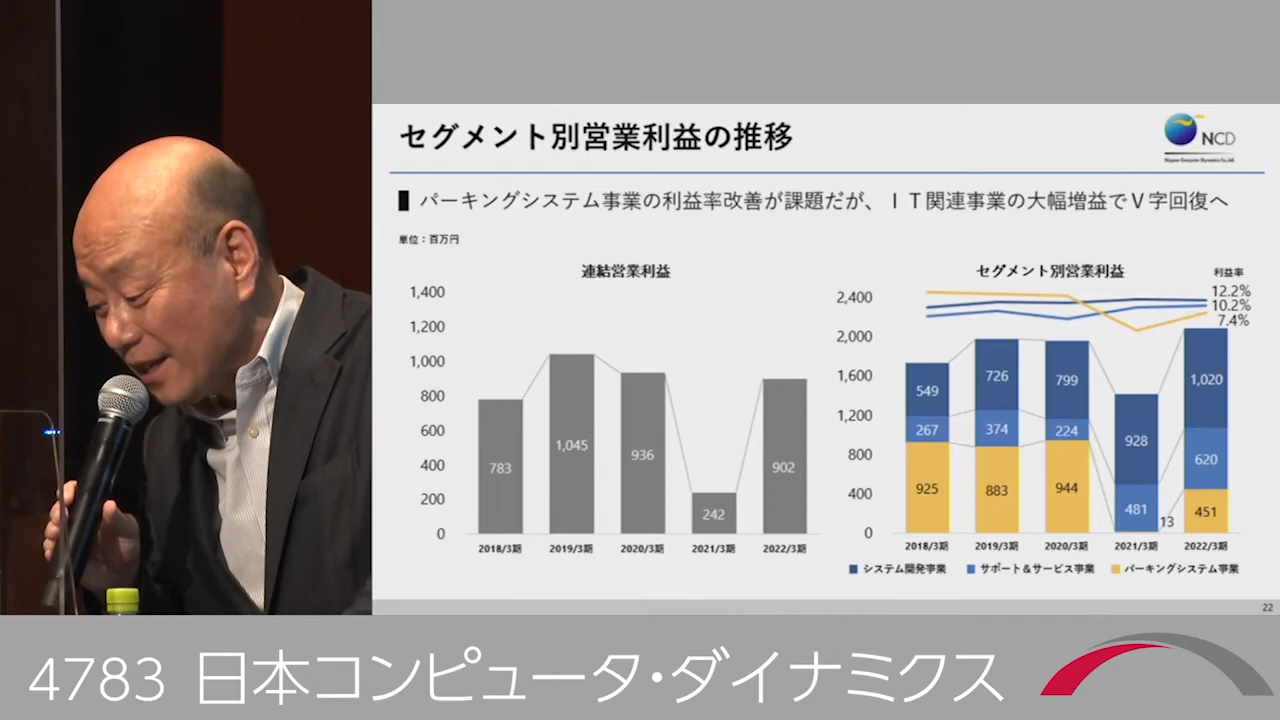 セグメント別営業利益の推移
NCD
Nippon Computer Dynamics Co.,Ltd.
パーキングシステム事業の利益率改善が課題だが、ＩＴ関連事業の大幅増益でＶ字回復へ
単位：百万円
連結営業利益
1,400
1,200
1,000
800
600
400
200
0
783
1,045
936
242
902
2018/3期 2019/3期 2020/3期 2021/3期 2022/3期
セグメント別営業利益
利益率
12.2%
10.2%
7.4%
2,400
2,000
1,600
1,200
800
400
0
549 726 799 928 1,020
267 374 224 481 620
925 883 944 13 451
2018/3期 2019/3期 2020/3期 2021/3期 2022/3期
システム開発事業 サポート＆サービス事業 パーキングシステム事業
22
4783 日本コンピュータ・ダイナミクス